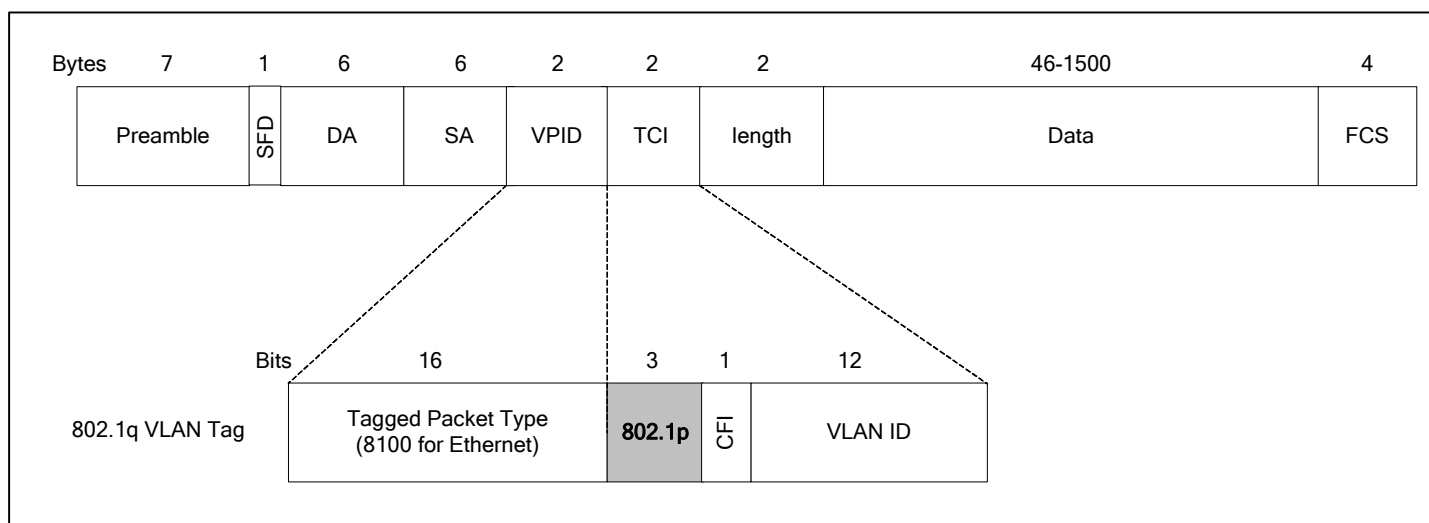 Bytes 7 1 6 6 2 2 2 46-1500 4
Preamble SFD DA SA VPID TCI length Data FCS
Bits 16 3 1 12
802.1q VLAN Tag
Tagged Packet Type
(8100 for Ethernet)
802.1p CFI VLAN ID